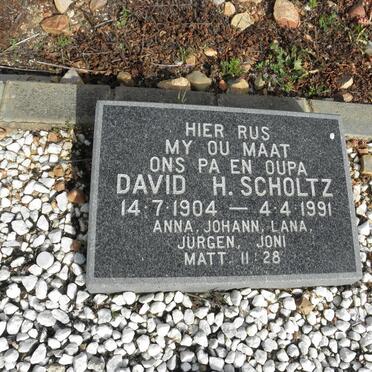 HIER RUS
MY OU MAAT
ONS PA EN OUPA
DAVID H. SCHOLTZ
14·7·1904 — 4·4·1991
ANNA, JOHANN, LANA,
JÜRGEN, JONI
MATT. 11:28